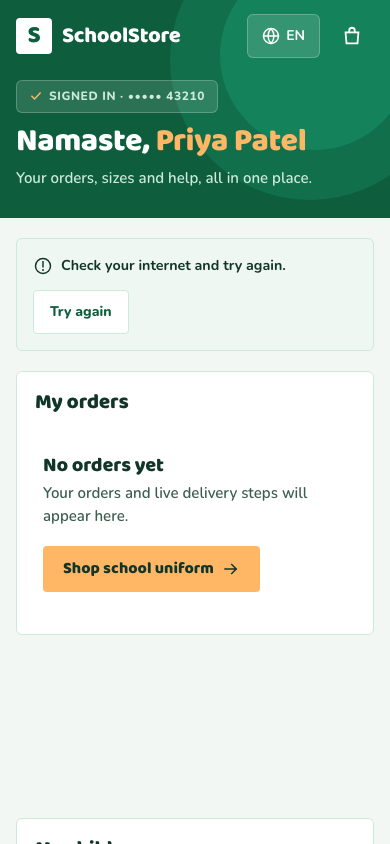 S SchoolStore
EN
SIGNED IN · ••••• 43210
Namaste, Priya Patel
Your orders, sizes and help, all in one place.
Check your internet and try again.
Try again
My orders
No orders yet
Your orders and live delivery steps will
appear here.
Shop school uniform →